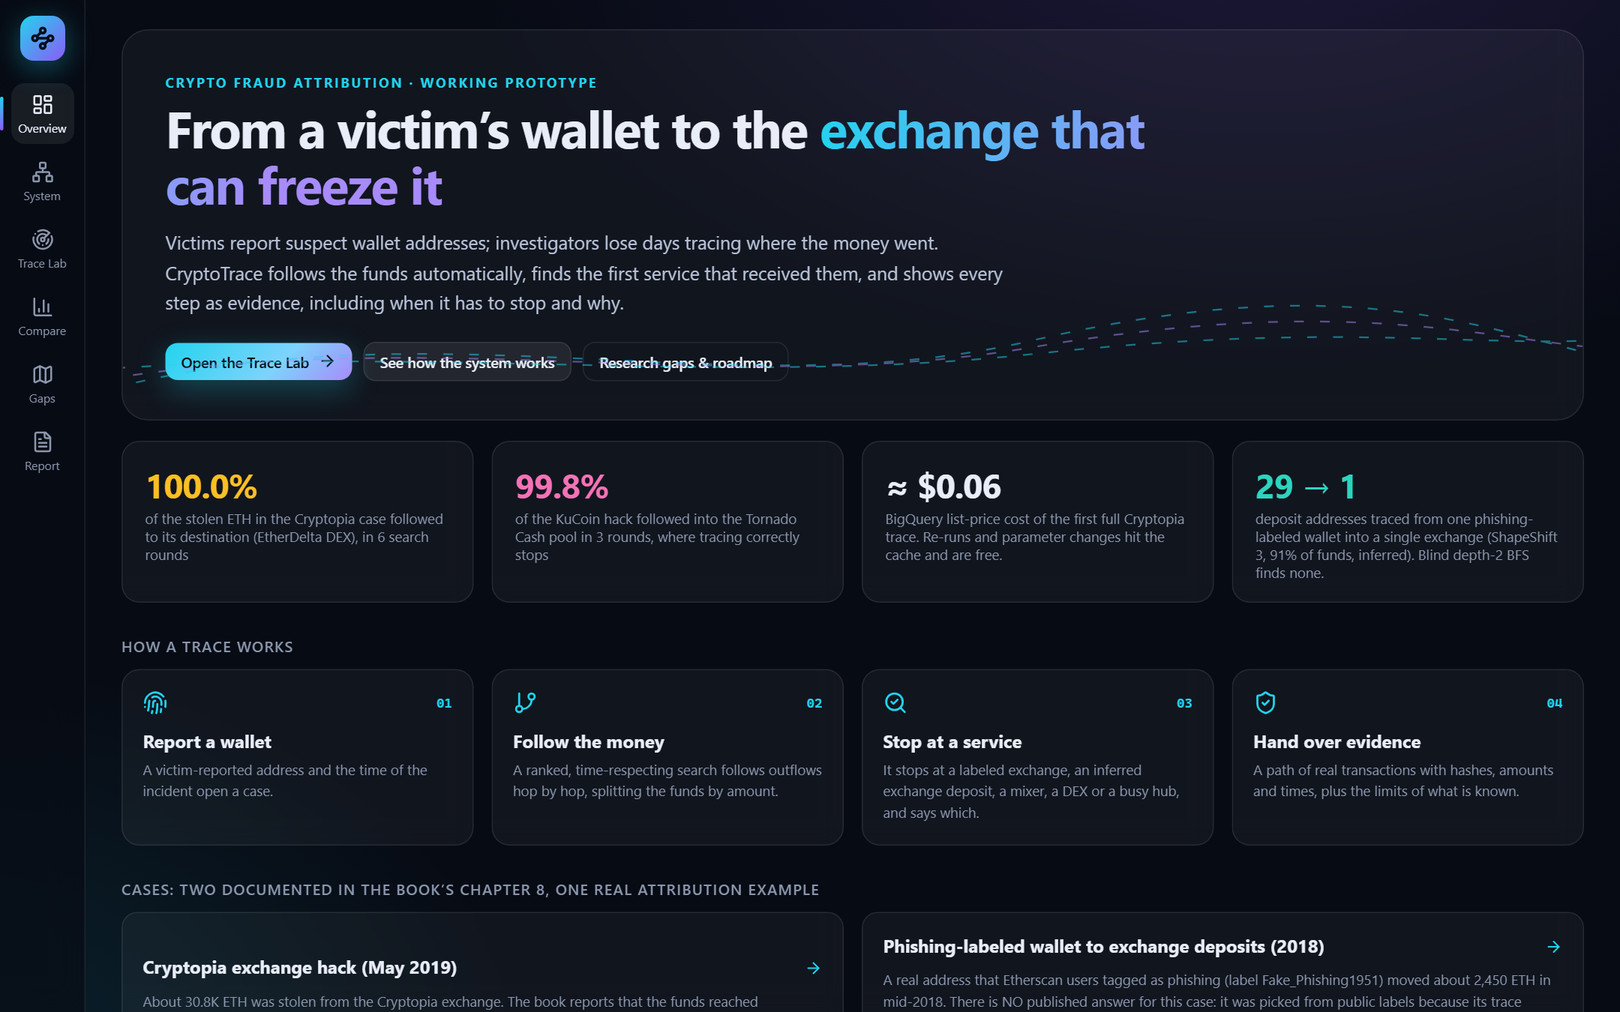 Overview
System
Trace Lab
Compare
Gaps
Report
CRYPTO FRAUD ATTRIBUTION · WORKING PROTOTYPE
From a victim’s wallet to the exchange that
can freeze it
Victims report suspect wallet addresses; investigators lose days tracing where the money went.
CryptoTrace follows the funds automatically, finds the first service that received them, and shows every
step as evidence, including when it has to stop and why.
Open the Trace Lab →
See how the system works
Research gaps & roadmap
100.0%
of the stolen ETH in the Cryptopia case followed
to its destination (EtherDelta DEX), in 6 search
rounds
99.8%
of the KuCoin hack followed into the Tornado
Cash pool in 3 rounds, where tracing correctly
stops
≈ $0.06
BigQuery list-price cost of the first full Cryptopia
trace. Re-runs and parameter changes hit the
cache and are free.
29 → 1
deposit addresses traced from one phishing-
labeled wallet into a single exchange (ShapeShift
3, 91% of funds, inferred). Blind depth-2 BFS
finds none.
HOW A TRACE WORKS
01
Report a wallet
A victim-reported address and the time of the
incident open a case.
02
Follow the money
A ranked, time-respecting search follows outflows
hop by hop, splitting the funds by amount.
03
Stop at a service
It stops at a labeled exchange, an inferred
exchange deposit, a mixer, a DEX or a busy hub,
and says which.
04
Hand over evidence
A path of real transactions with hashes, amounts
and times, plus the limits of what is known.
CASES: TWO DOCUMENTED IN THE BOOK’S CHAPTER 8, ONE REAL ATTRIBUTION EXAMPLE
Cryptopia exchange hack (May 2019)
About 30.8K ETH was stolen from the Cryptopia exchange. The book reports that the funds reached
Phishing-labeled wallet to exchange deposits (2018)
A real address that Etherscan users tagged as phishing (label Fake_Phishing1951) moved about 2,450 ETH in
mid-2018. There is NO published answer for this case: it was picked from public labels because its trace